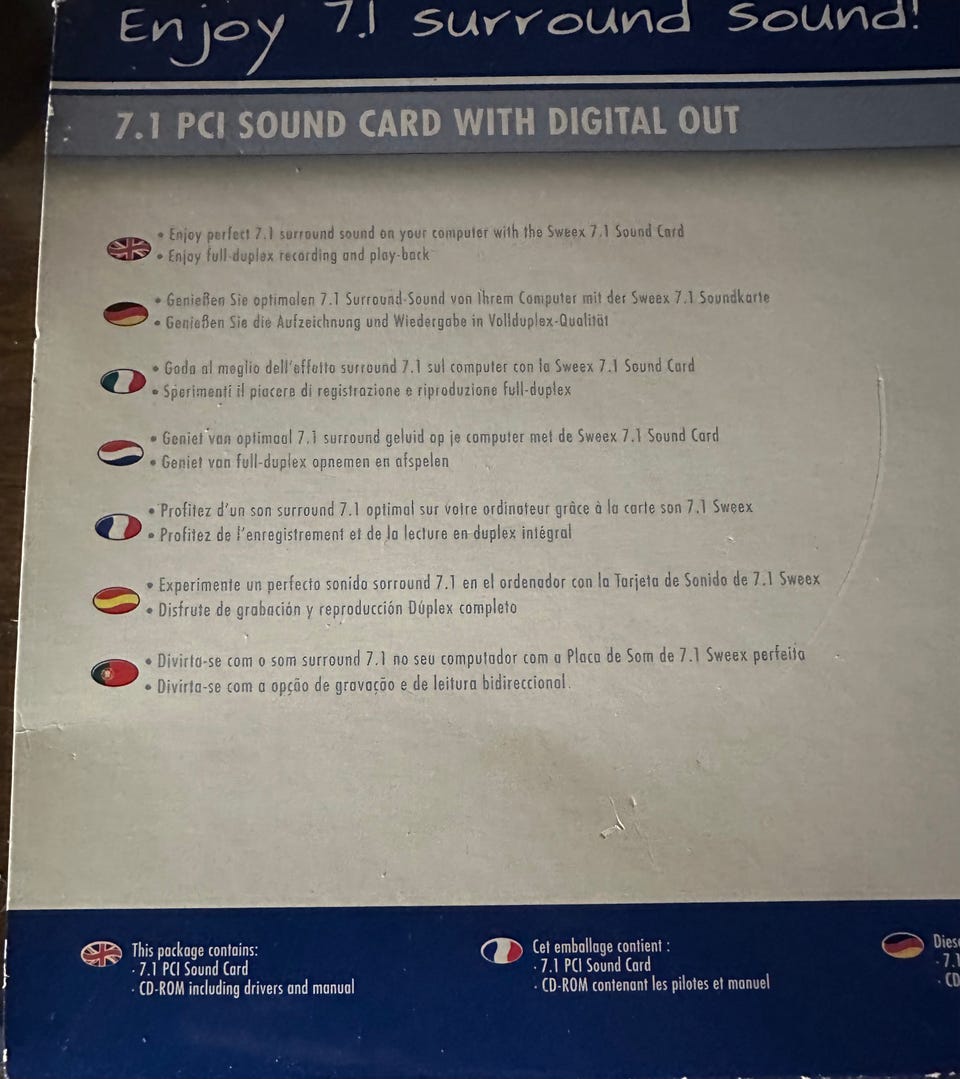 Enjoy 7.1 surround sound!
7.1 PCI SOUND CARD WITH DIGITAL OUT
• Enjoy perfect 7.1 surround sound on your computer with the Sweex 7.1 Sound Card
• Enjoy full-duplex recording and play-back
• Genießen Sie optimalen 7.1 Surround-Sound von Ihrem Computer mit der Sweex 7.1 Soundkarte
• Genießen Sie die Aufzeichnung und Wiedergabe in Vollduplex-Qualität
• Goda al meglio dell'effetto surround 7.1 sul computer con la Sweex 7.1 Sound Card
• Sperimenti il piacere di registrazione e riproduzione full-duplex
• Geniet van optimaal 7.1 surround geluid op je computer met de Sweex 7.1 Sound Card
• Geniet van full-duplex opnemen en afspelen
• Profitez d'un son surround 7.1 optimal sur votre ordinateur grâce à la carte son 7.1 Sweex
• Profitez de l'enregistrement et de la lecture en duplex intégral
• Experimente un perfecto sonido sorround 7.1 en el ordenador con la Tarjeta de Sonido de 7.1 Sweex
• Disfrute de grabación y reproducción Dúplex completo
• Divirta-se com o som surround 7.1 no seu computador com a Placa de Som de 7.1 Sweex perfeita
• Divirta-se com a opção de gravação e de leitura bidireccional.
This package contains:
· 7.1 PCI Sound Card
· CD-ROM including drivers and manual
Cet emballage contient :
· 7.1 PCI Sound Card
· CD-ROM contenant les pilotes et manuel
· 7.1
· CD